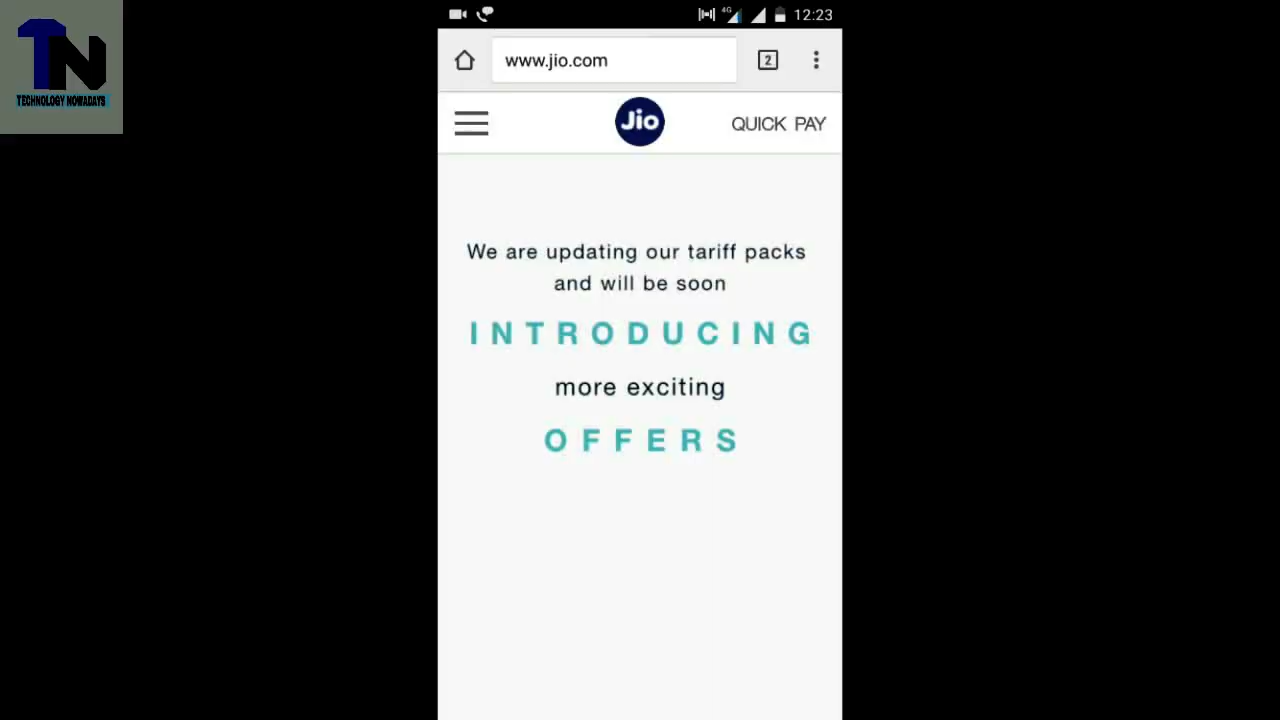 TN
TECHNOLOGY NOWADAYS
4G
12:23
www.jio.com
2
Jio
QUICK PAY
We are updating our tariff packs
and will be soon
INTRODUCING
more exciting
OFFERS